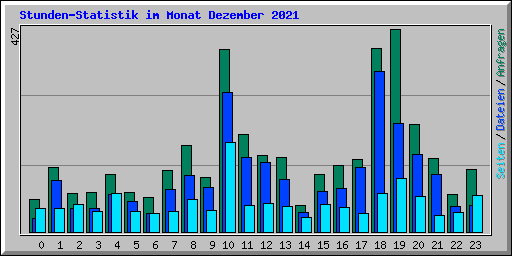 Stunden-Statistik im Monat Dezember 2021
427
0 1 2 3 4 5 6 7 8 9 10 11 12 13 14 15 16 17 18 19 20 21 22 23
Seiten / Dateien / Anfragen